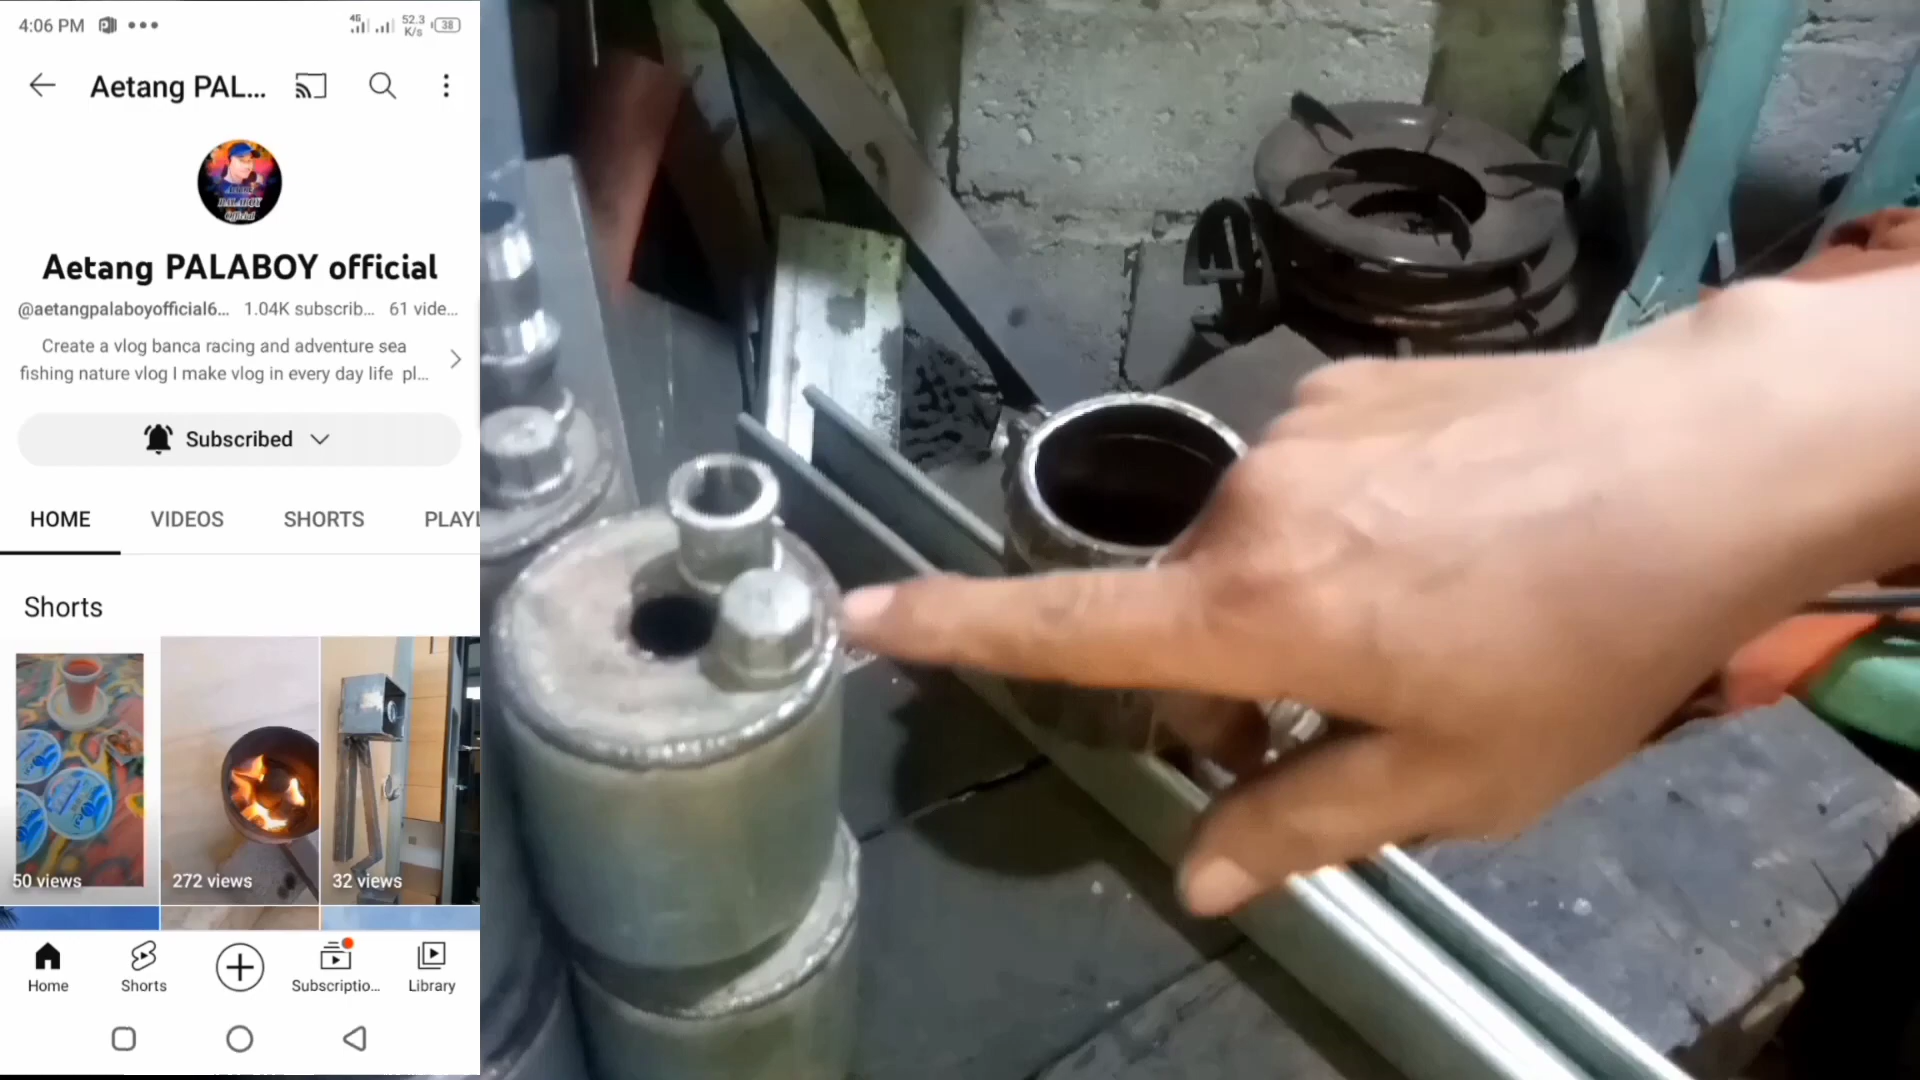 4:06 PM
4G
52.3
K/s
38
Aetang PAL...
Aetang PALABOY official
@aetangpalaboyofficial6... 1.04K subscrib... 61 vide...
Create a vlog banca racing and adventure sea
fishing nature vlog I make vlog in every day life pl...
Subscribed
HOME VIDEOS SHORTS PLAYL
Shorts
50 views 272 views 32 views
Home Shorts Subscriptio... Library